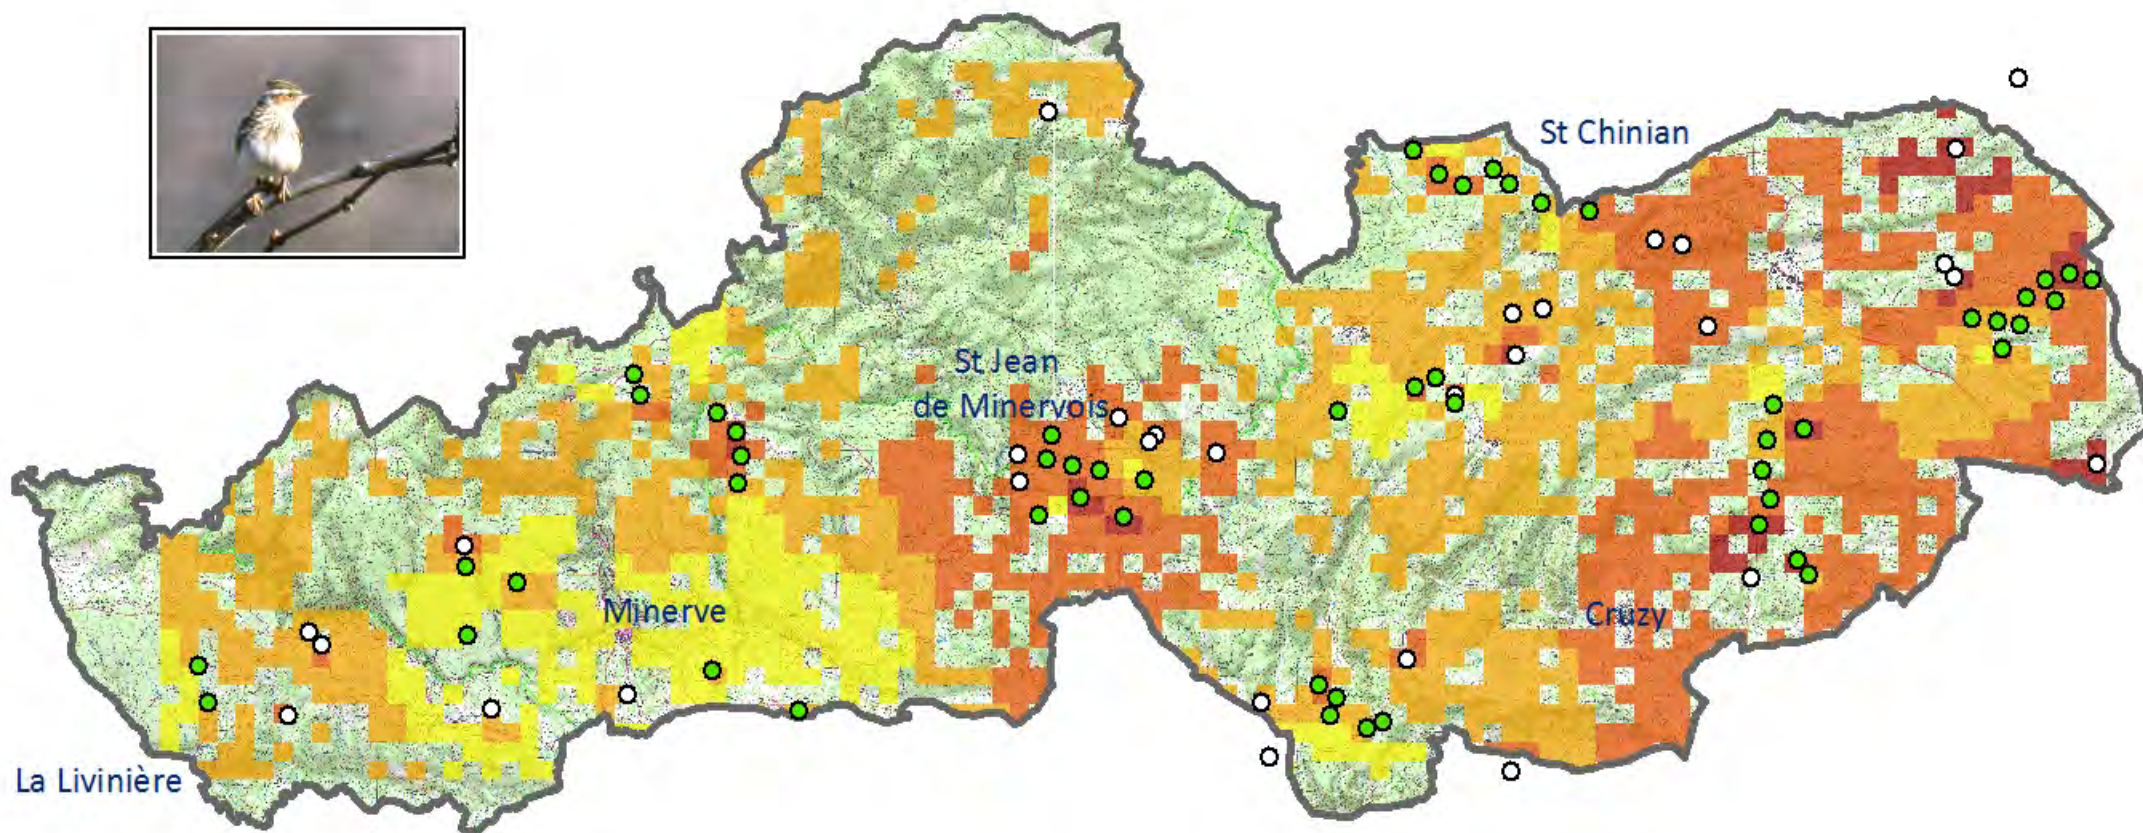 St Chinian
St Jean
de Minervois
Minerve
Cruzy
La Livinière